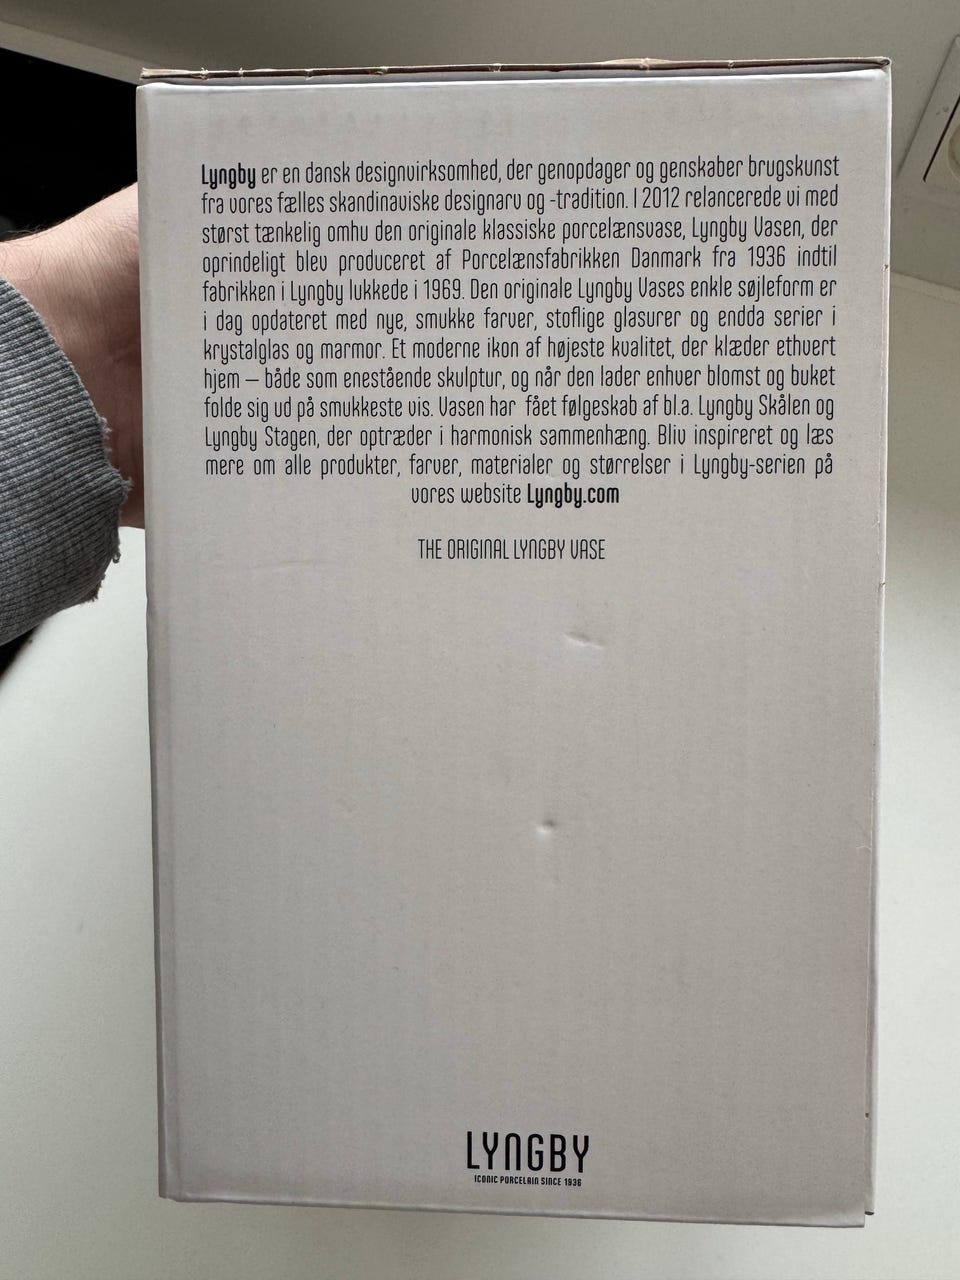 Lyngby er en dansk designvirksomhed, der genopdager og genskaber brugskunst
fra vores fælles skandinaviske designarv og -tradition. I 2012 relancerede vi med
størst tænkelig omhu den originale klassiske porcelænsvase, Lyngby Vasen, der
oprindeligt blev produceret af Porcelænsfabrikken Danmark fra 1936 indtil
fabrikken i Lyngby lukkede i 1969. Den originale Lyngby Vases enkle søjleform er
i dag opdateret med nye, smukke farver, stoflige glasurer og endda serier i
krystalglas og marmor. Et moderne ikon af højeste kvalitet, der klæder ethvert
hjem – både som enestående skulptur, og når den lader enhver blomst og buket
folde sig ud på smukkeste vis. Vasen har fået følgeskab af bl.a. Lyngby Skålen og
Lyngby Stagen, der optræder i harmonisk sammenhæng. Bliv inspireret og læs
mere om alle produkter, farver, materialer og størrelser i Lyngby-serien på
vores website Lyngby.com
THE ORIGINAL LYNGBY VASE
LYNGBY
ICONIC PORCELAIN SINCE 1936